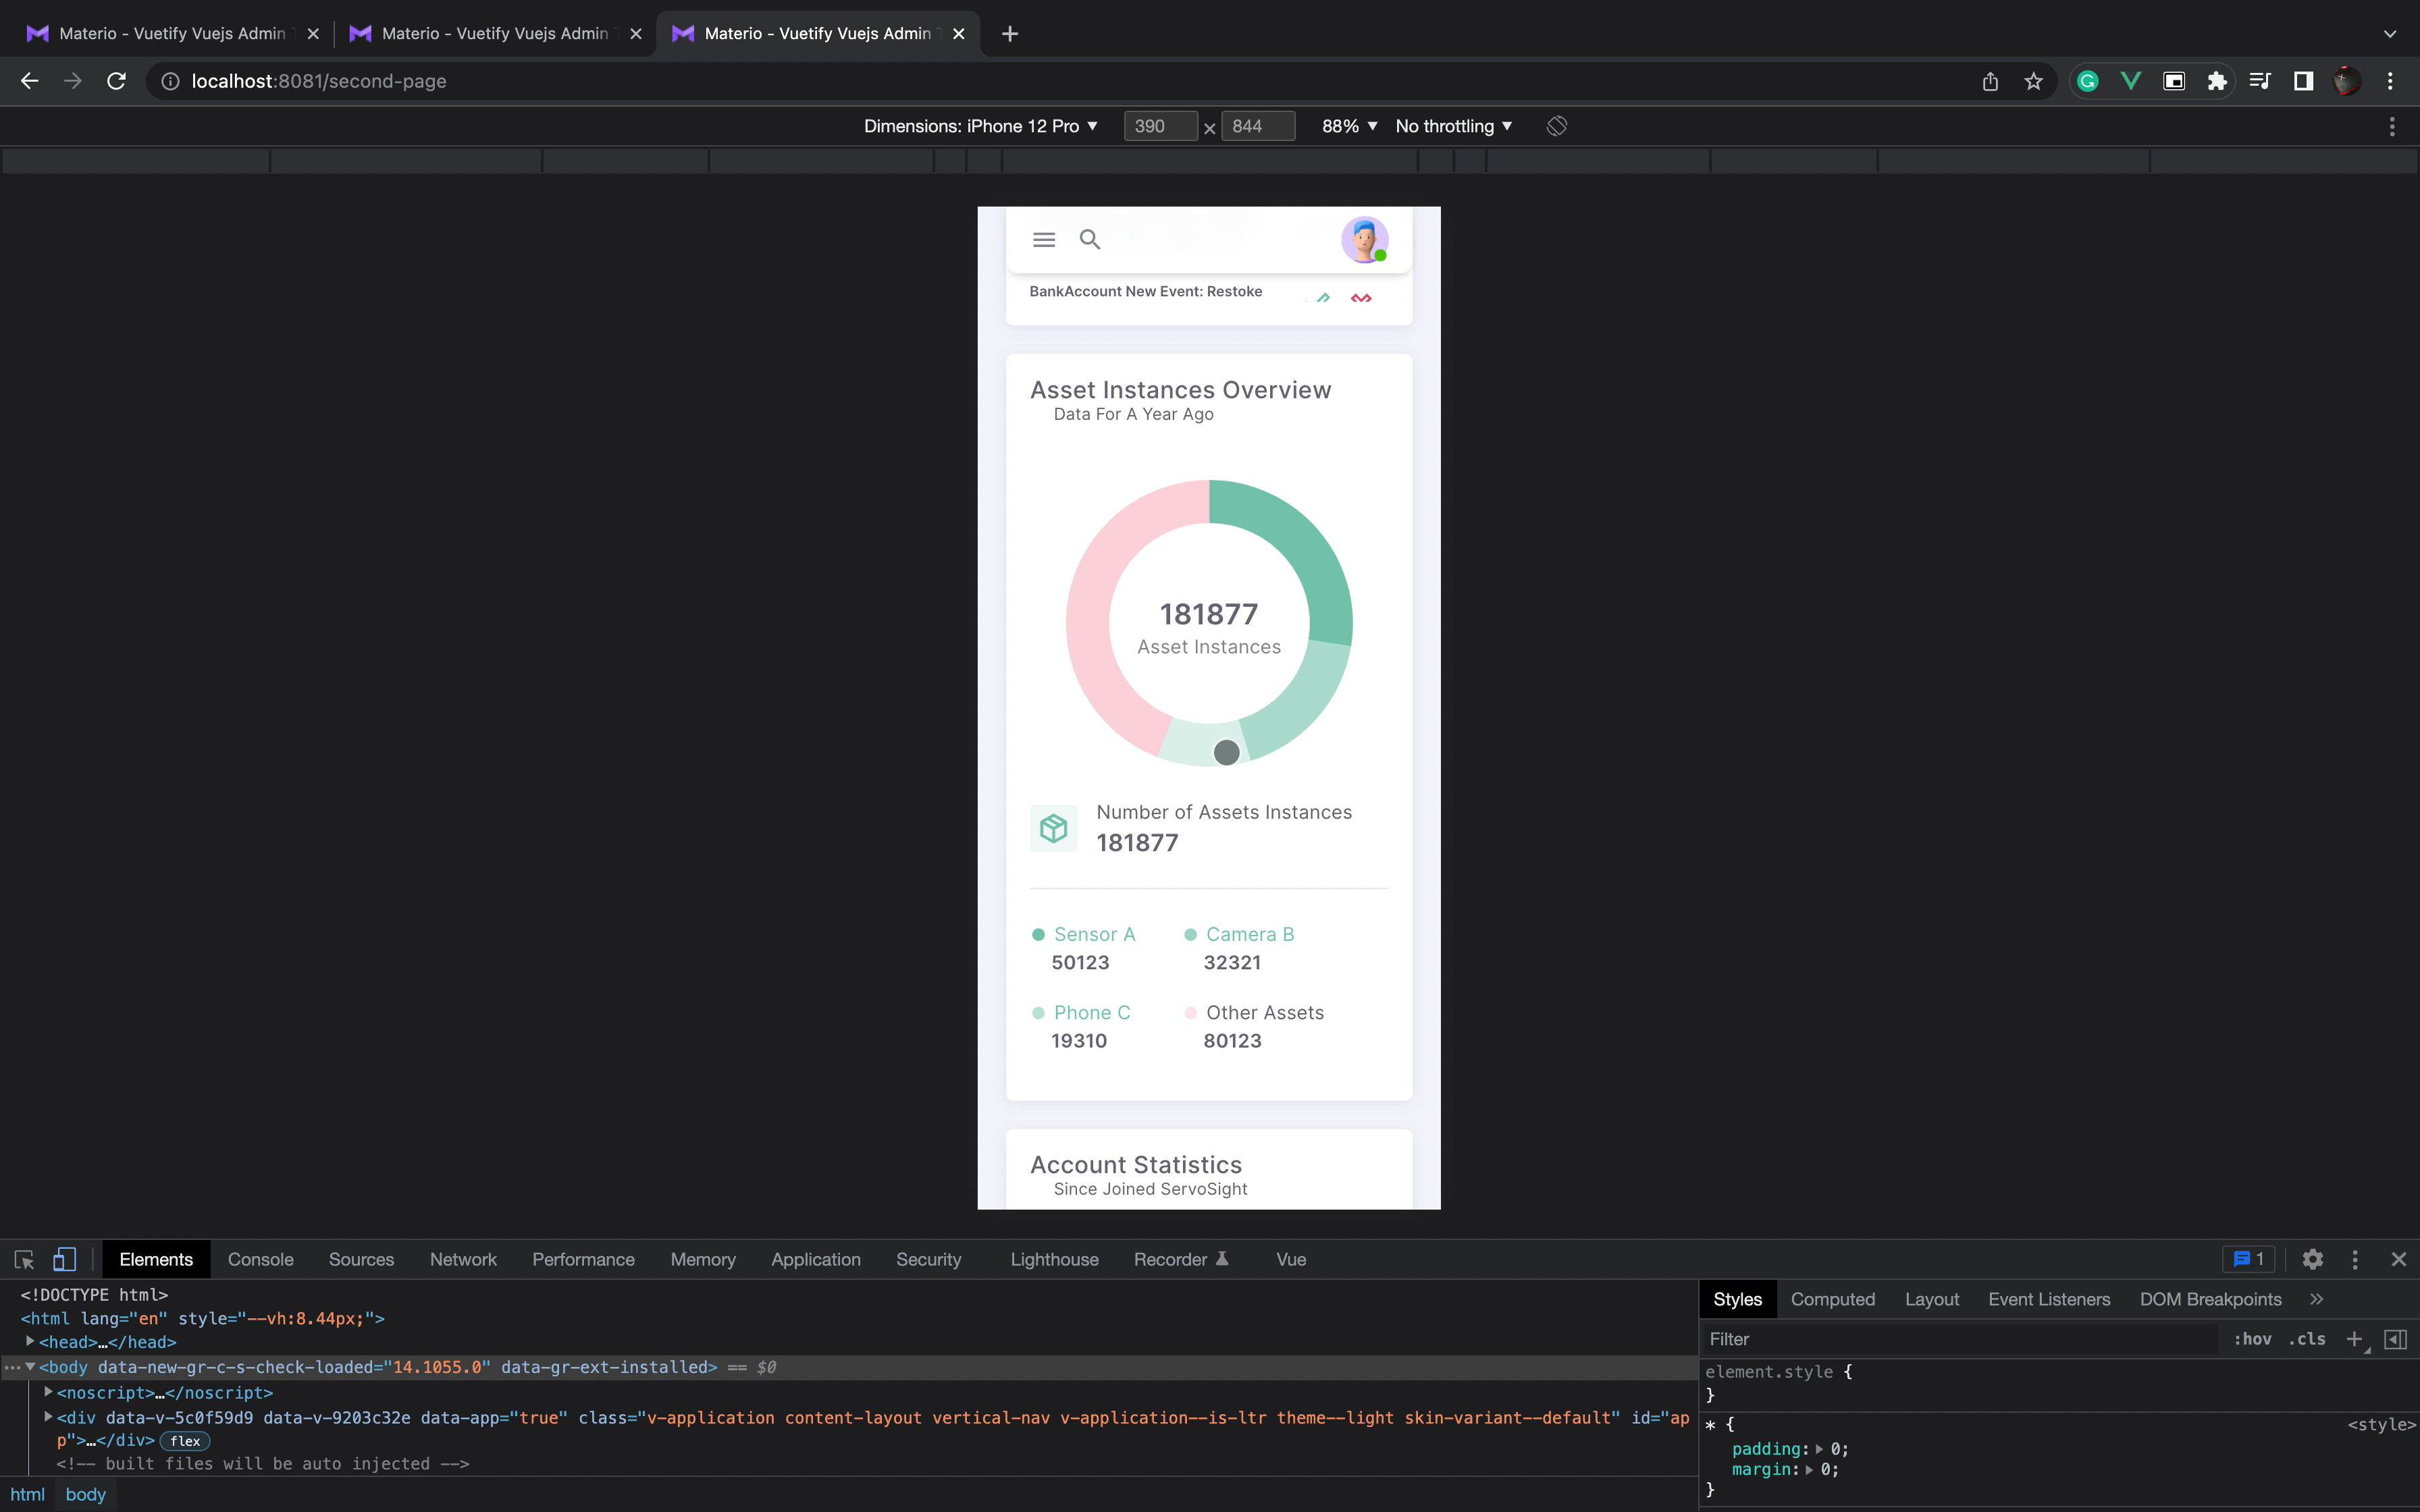 Materio - Vuetify Vuejs Admin
Materio - Vuetify Vuejs Admin
Materio - Vuetify Vuejs Admin
localhost:8081/second-page
Dimensions: iPhone 12 Pro ▼ 390 × 844 88% ▼ No throttling ▼
BankAccount New Event: Restoke
Asset Instances Overview
Data For A Year Ago
181877
Asset Instances
Number of Assets Instances
181877
Sensor A
50123
Camera B
32321
Phone C
19310
Other Assets
80123
Account Statistics
Since Joined ServoSight
Elements Console Sources Network Performance Memory Application Security Lighthouse Recorder Vue 1
<!DOCTYPE html>
<html lang="en" style="--vh:8.44px;">
<head>…</head>
<body data-new-gr-c-s-check-loaded="14.1055.0" data-gr-ext-installed> == $0
<noscript>…</noscript>
<div data-v-5c0f59d9 data-v-9203c32e data-app="true" class="v-application content-layout vertical-nav v-application--is-ltr theme--light skin-variant--default" id="ap
p">…</div> flex
<!-- built files will be auto injected -->
html body
Styles Computed Layout Event Listeners DOM Breakpoints »
Filter :hov .cls +
element.style {
}
* { <style>
padding: 0;
margin: 0;
}